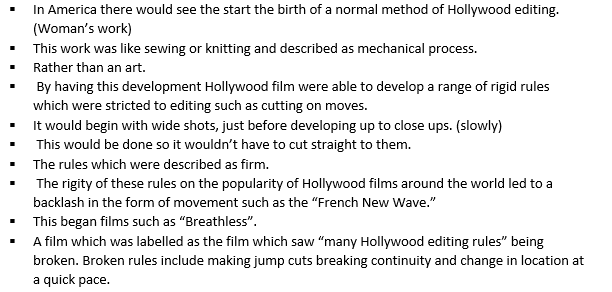 ▪ In America there would see the start the birth of a normal method of Hollywood editing.
(Woman’s work)
▪ This work was like sewing or knitting and described as mechanical process.
▪ Rather than an art.
▪ By having this development Hollywood film were able to develop a range of rigid rules
which were stricted to editing such as cutting on moves.
▪ It would begin with wide shots, just before developing up to close ups. (slowly)
▪ This would be done so it wouldn’t have to cut straight to them.
▪ The rules which were described as firm.
▪ The rigity of these rules on the popularity of Hollywood films around the world led to a
backlash in the form of movement such as the “French New Wave.”
▪ This began films such as “Breathless”.
▪ A film which was labelled as the film which saw “many Hollywood editing rules” being
broken. Broken rules include making jump cuts breaking continuity and change in location at
a quick pace.